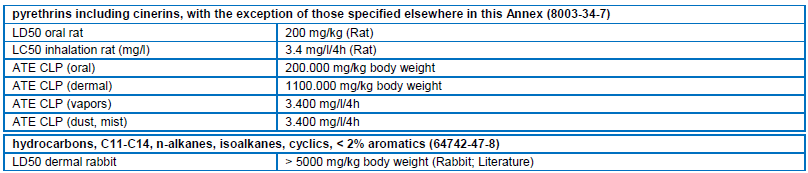 pyrethrins including cinerins, with the exception of those specified elsewhere in this Annex (8003-34-7)
LD50 oral rat 200 mg/kg (Rat)
LC50 inhalation rat (mg/l) 3.4 mg/l/4h (Rat)
ATE CLP (oral) 200.000 mg/kg body weight
ATE CLP (dermal) 1100.000 mg/kg body weight
ATE CLP (vapors) 3.400 mg/l/4h
ATE CLP (dust, mist) 3.400 mg/l/4h
hydrocarbons, C11-C14, n-alkanes, isoalkanes, cyclics, < 2% aromatics (64742-47-8)
LD50 dermal rabbit > 5000 mg/kg body weight (Rabbit; Literature)